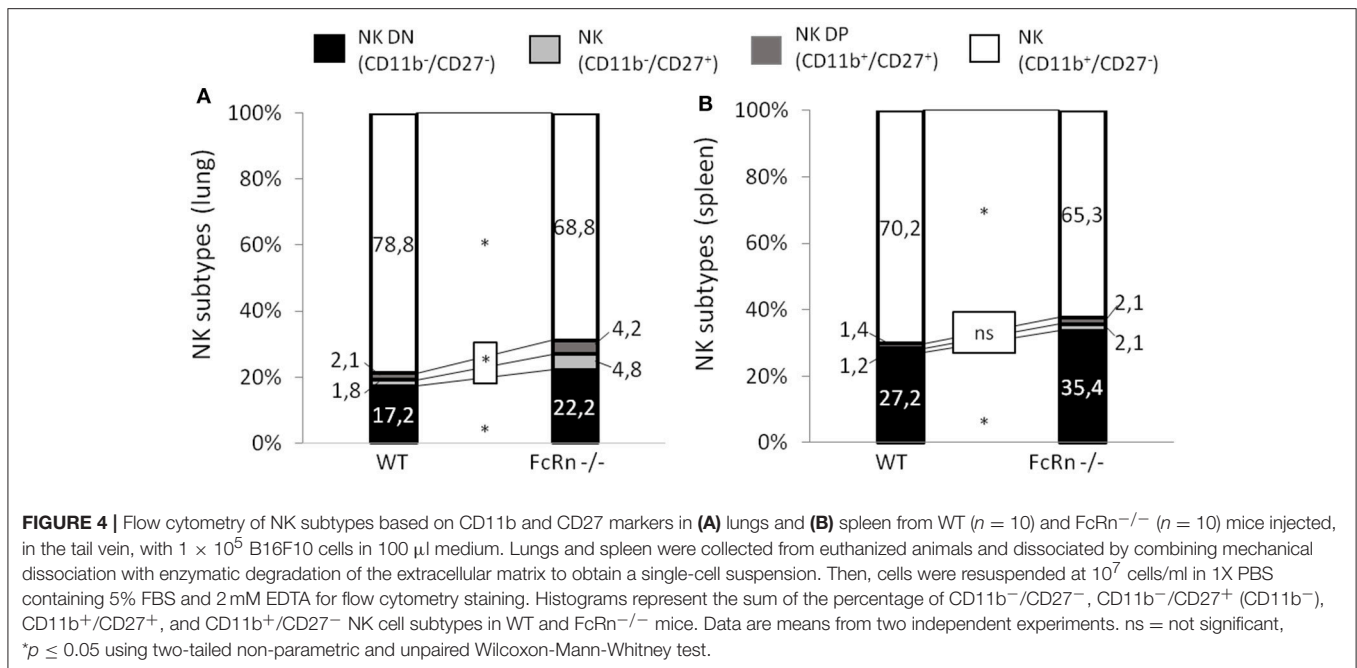 NK DN
(CD11b⁻/CD27⁻)
NK
(CD11b⁻/CD27⁺)
NK DP
(CD11b⁺/CD27⁺)
NK
(CD11b⁺/CD27⁻)
A
NK subtypes (lung)
100%
80%
60%
40%
20%
0%
78,8
2,1
1,8
17,2
*
*
*
68,8
4,2
4,8
22,2
WT
FcRn -/-
B
NK subtypes (spleen)
100%
80%
60%
40%
20%
0%
70,2
1,4
1,2
27,2
*
ns
*
65,3
2,1
2,1
35,4
WT
FcRn -/-
FIGURE 4 | Flow cytometry of NK subtypes based on CD11b and CD27 markers in (A) lungs and (B) spleen from WT (n = 10) and FcRn⁻/⁻ (n = 10) mice injected,
in the tail vein, with 1 × 10⁵ B16F10 cells in 100 μl medium. Lungs and spleen were collected from euthanized animals and dissociated by combining mechanical
dissociation with enzymatic degradation of the extracellular matrix to obtain a single-cell suspension. Then, cells were resuspended at 10⁷ cells/ml in 1X PBS
containing 5% FBS and 2 mM EDTA for flow cytometry staining. Histograms represent the sum of the percentage of CD11b⁻/CD27⁻, CD11b⁻/CD27⁺ (CD11b⁻),
CD11b⁺/CD27⁺, and CD11b⁺/CD27⁻ NK cell subtypes in WT and FcRn⁻/⁻ mice. Data are means from two independent experiments. ns = not significant,
*p ≤ 0.05 using two-tailed non-parametric and unpaired Wilcoxon-Mann-Whitney test.